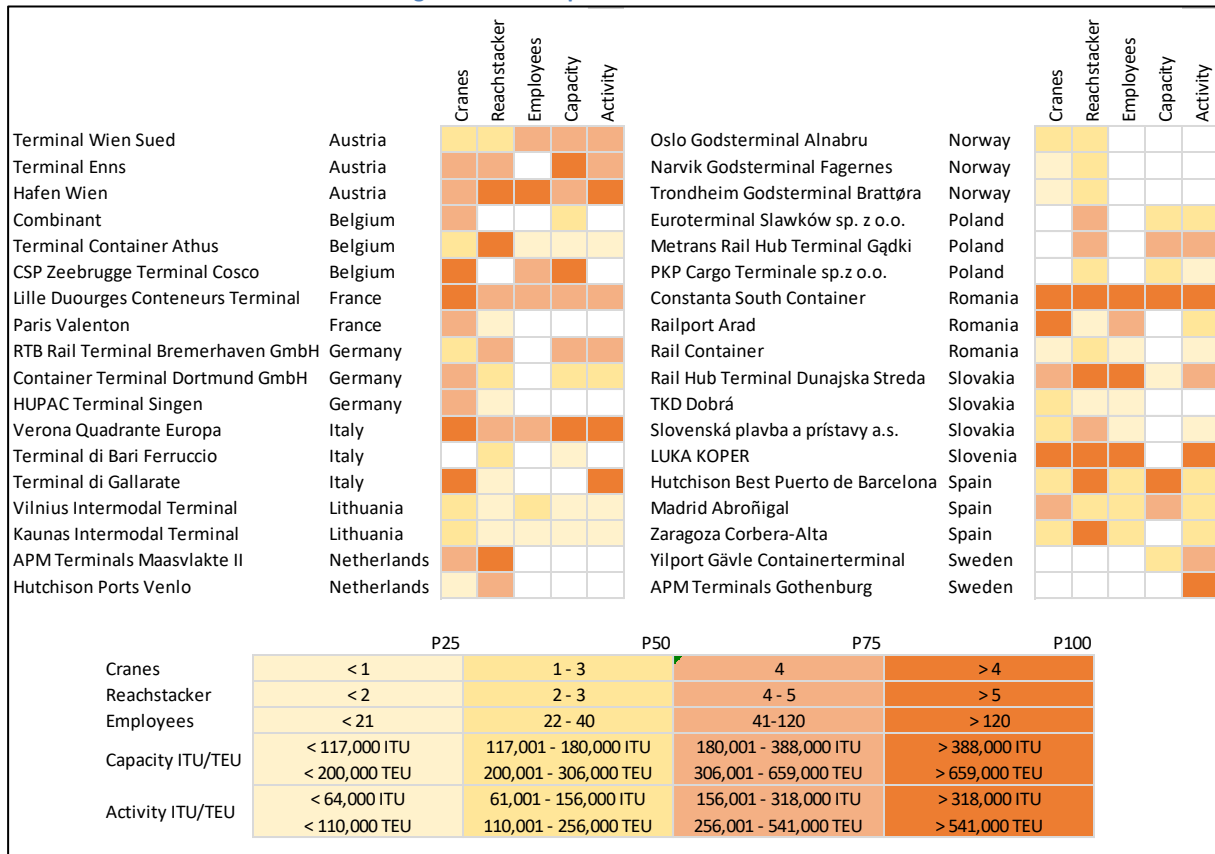 Cranes Reachstacker Employees Capacity Activity
Terminal Wien Sued Austria
Terminal Enns Austria
Hafen Wien Austria
Combinant Belgium
Terminal Container Athus Belgium
CSP Zeebrugge Terminal Cosco Belgium
Lille Duourges Conteneurs Terminal France
Paris Valenton France
RTB Rail Terminal Bremerhaven GmbH Germany
Container Terminal Dortmund GmbH Germany
HUPAC Terminal Singen Germany
Verona Quadrante Europa Italy
Terminal di Bari Ferruccio Italy
Terminal di Gallarate Italy
Vilnius Intermodal Terminal Lithuania
Kaunas Intermodal Terminal Lithuania
APM Terminals Maasvlakte II Netherlands
Hutchison Ports Venlo Netherlands
Cranes Reachstacker Employees Capacity Activity
Oslo Godsterminal Alnabru Norway
Narvik Godsterminal Fagernes Norway
Trondheim Godsterminal Brattøra Norway
Euroterminal Slawków sp. z o.o. Poland
Metrans Rail Hub Terminal Gądki Poland
PKP Cargo Terminale sp.z o.o. Poland
Constanta South Container Romania
Railport Arad Romania
Rail Container Romania
Rail Hub Terminal Dunajska Streda Slovakia
TKD Dobrá Slovakia
Slovenská plavba a prístavy a.s. Slovakia
LUKA KOPER Slovenia
Hutchison Best Puerto de Barcelona Spain
Madrid Abroñigal Spain
Zaragoza Corbera-Alta Spain
Yilport Gävle Containerterminal Sweden
APM Terminals Gothenburg Sweden
P25 P50 P75 P100
Cranes < 1 1 - 3 4 > 4
Reachstacker < 2 2 - 3 4 - 5 > 5
Employees < 21 22 - 40 41-120 > 120
Capacity ITU/TEU < 117,000 ITU 117,001 - 180,000 ITU 180,001 - 388,000 ITU > 388,000 ITU
< 200,000 TEU 200,001 - 306,000 TEU 306,001 - 659,000 TEU > 659,000 TEU
Activity ITU/TEU < 64,000 ITU 61,001 - 156,000 ITU 156,001 - 318,000 ITU > 318,000 ITU
< 110,000 TEU 110,001 - 256,000 TEU 256,001 - 541,000 TEU > 541,000 TEU